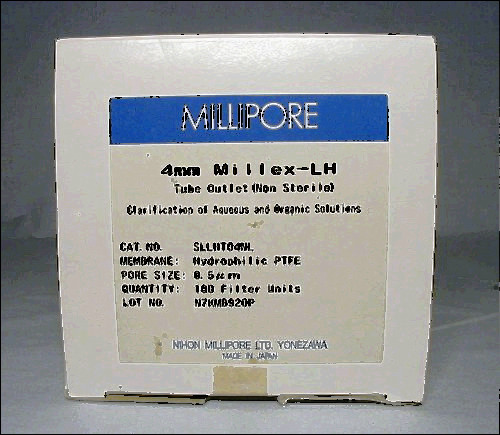 MILLIPORE
4mm Millex-LH
Tube Outlet (Non Sterile)
Clarification of Aqueous and Organic Solutions
CAT. NO.
MEMBRANE: Hydrophilic PTFE
PORE SIZE: 0.5μm
QUANTITY: 100 Filter Units
LOT NO.
NIHON MILLIPORE LTD. YONEZAWA
MADE IN JAPAN